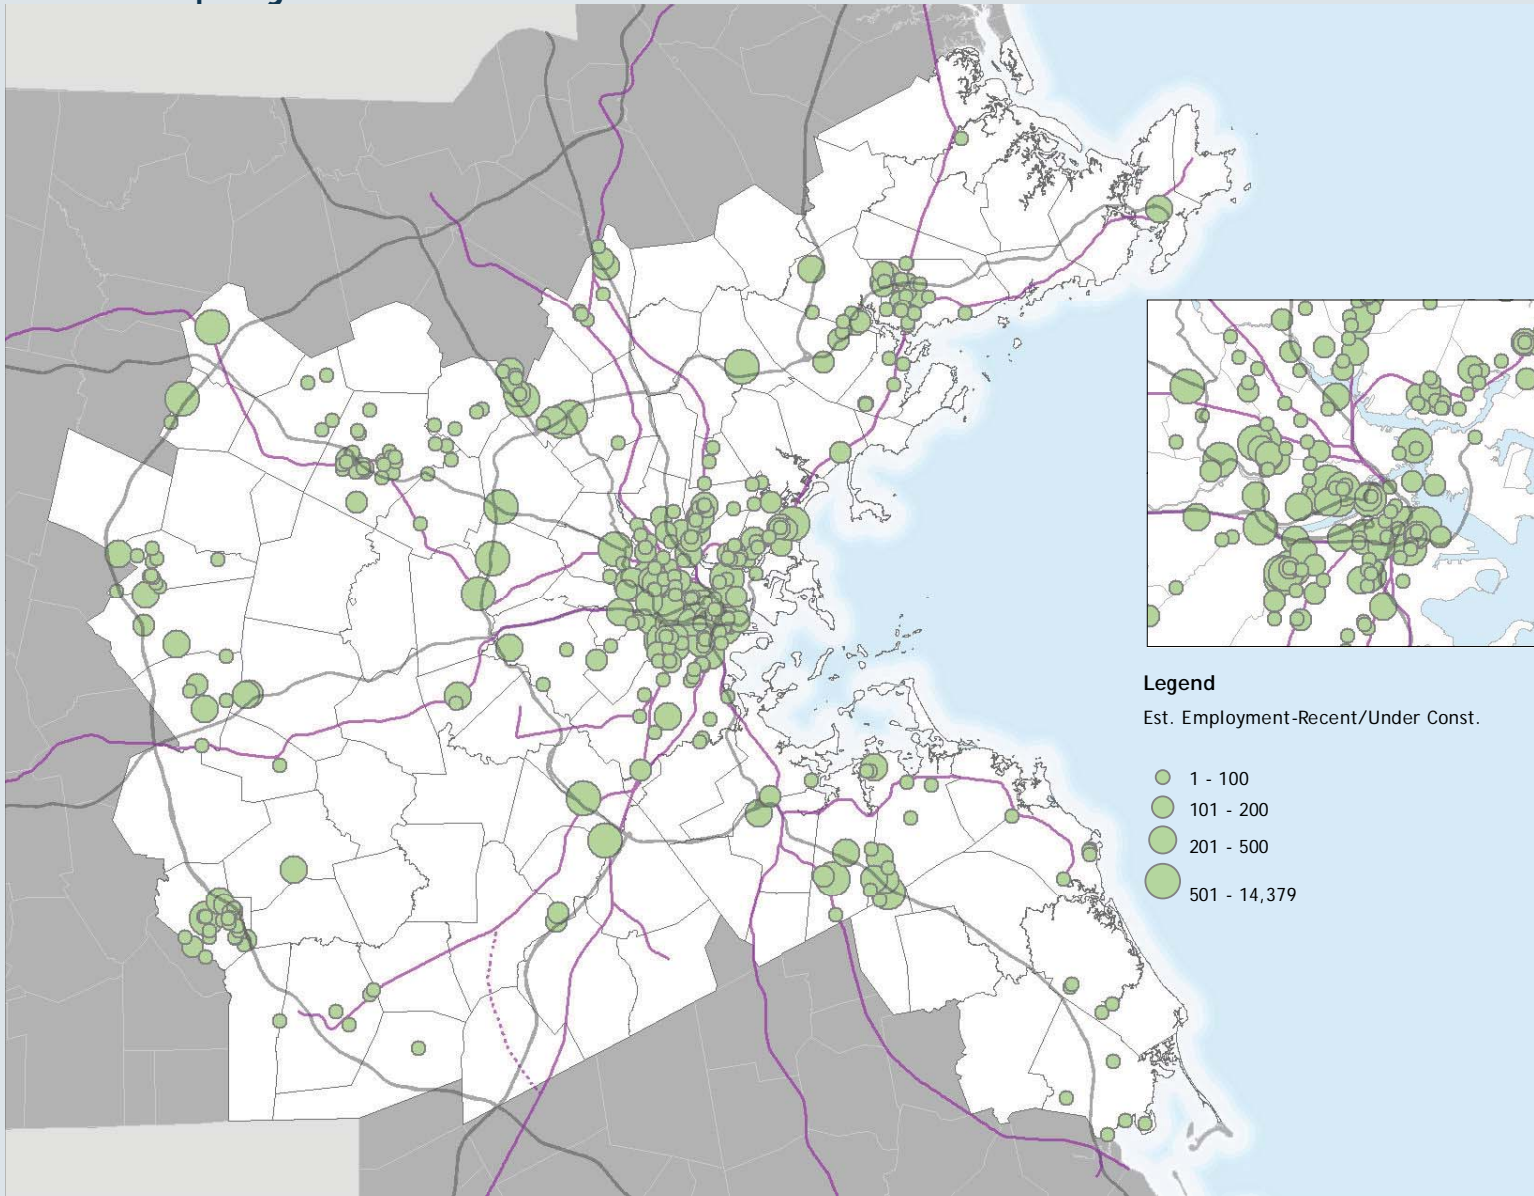 Legend
Est. Employment-Recent/Under Const.
1 - 100
101 - 200
201 - 500
501 - 14,379